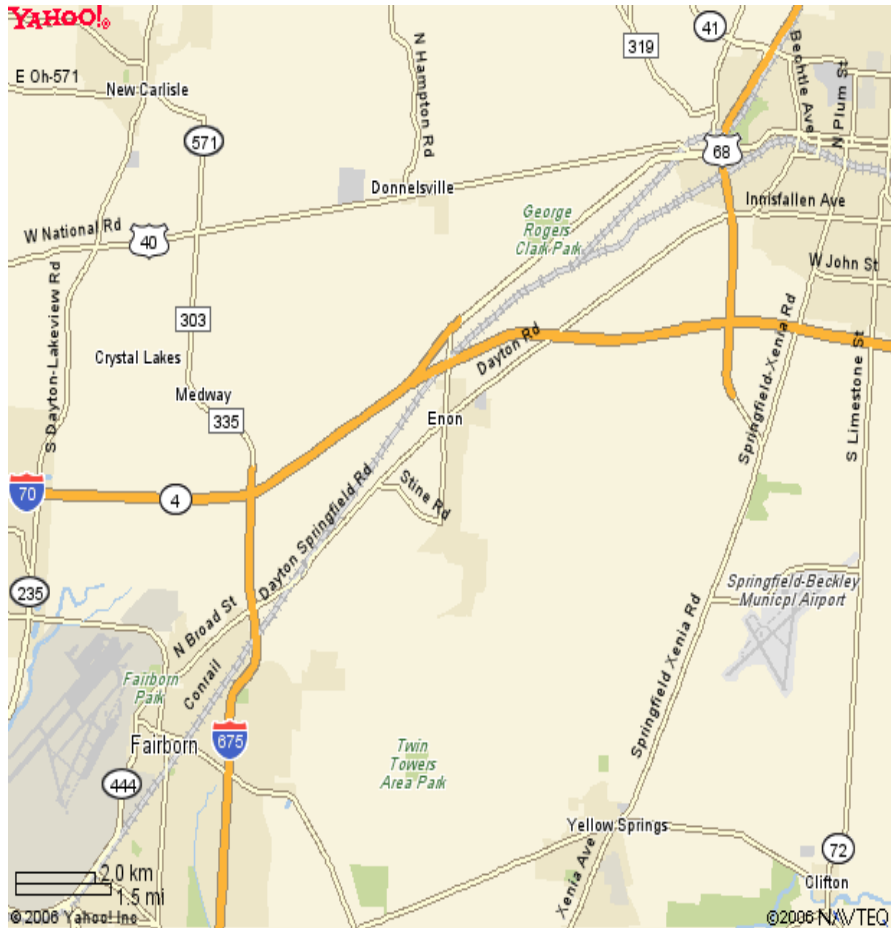 YAHOO!®
41
319
N Hampton Rd
Bechtle Ave
N Plum St
E Oh-571
New Carlisle
571
68
Donnelsville
Innisfallen Ave
George
Rogers
Clark Park
W National Rd
40
W John St
S Dayton-Lakeview Rd
303
Crystal Lakes
Dayton Rd
Springfield-Xenia Rd
S Limestone St
Medway
335
Enon
70
4
Stine Rd
Dayton Springfield Rd
235
Springfield-Beckley
Municpl Airport
N Broad St
Conrail
Fairborn
Park
Springfield Xenia Rd
Fairborn
675
Twin
Towers
Area Park
444
Yellow Springs
Xenia Ave
72
Clifton
2.0 km
1.5 mi
©2006 Yahoo! Inc
©2006 NAVTEQ